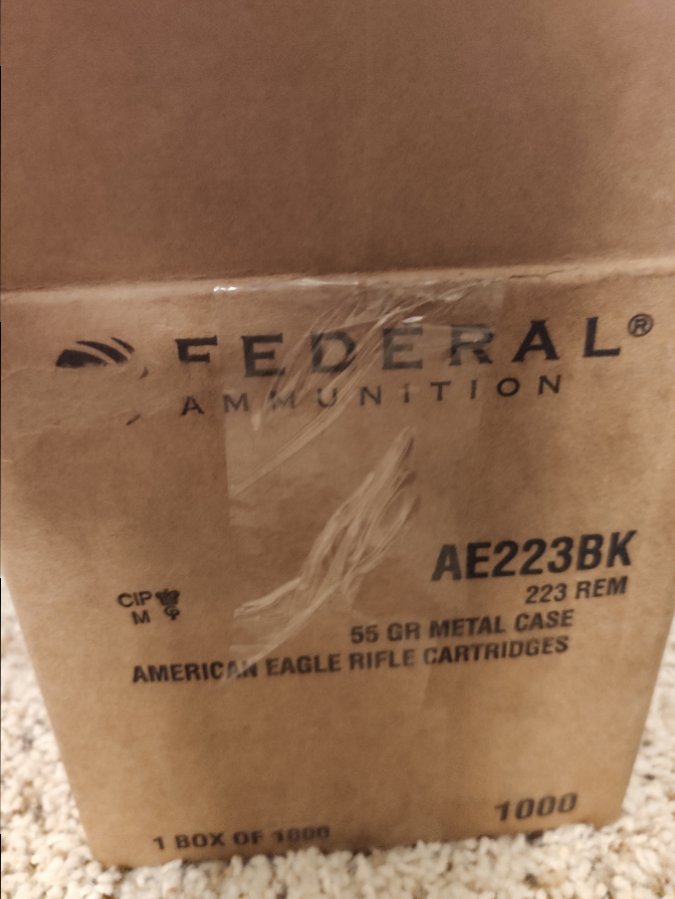 FEDERAL®
AMMUNITION
AE223BK
223 REM
CIP
M
55 GR METAL CASE
AMERICAN EAGLE RIFLE CARTRIDGES
1000
1 BOX OF 1000